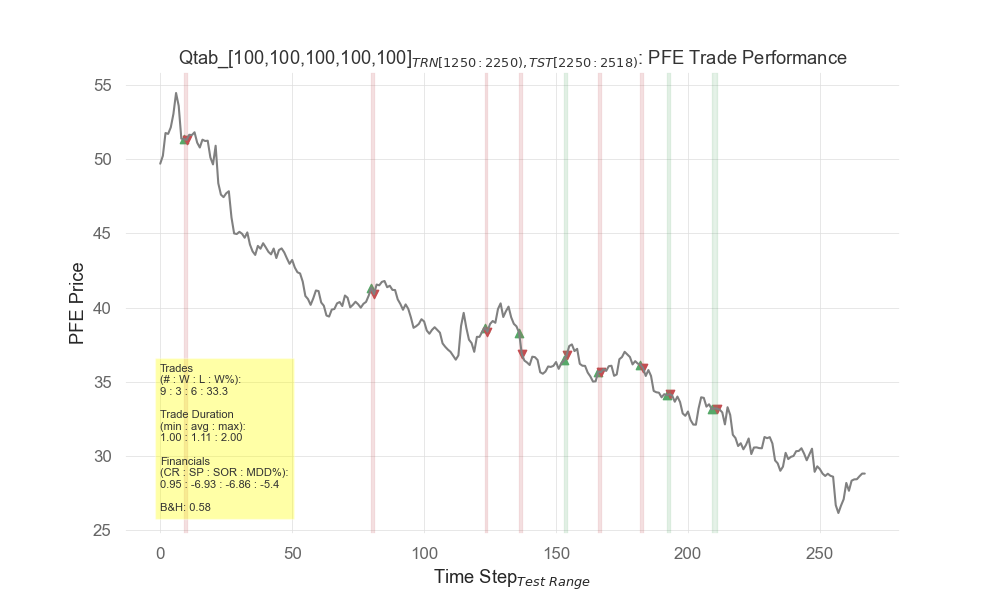 Qtab_[100,100,100,100,100]TRN[1250:2250),TST[2250:2518): PFE Trade Performance
55
50
45
40
35
30
25
PFE Price
Trades
(# : W : L : W%):
9 : 3 : 6 : 33.3
Trade Duration
(min : avg : max):
1.00 : 1.11 : 2.00
Financials
(CR : SP : SOR : MDD%):
0.95 : -6.93 : -6.86 : -5.4
B&H: 0.58
0 50 100 150 200 250
Time StepTest Range